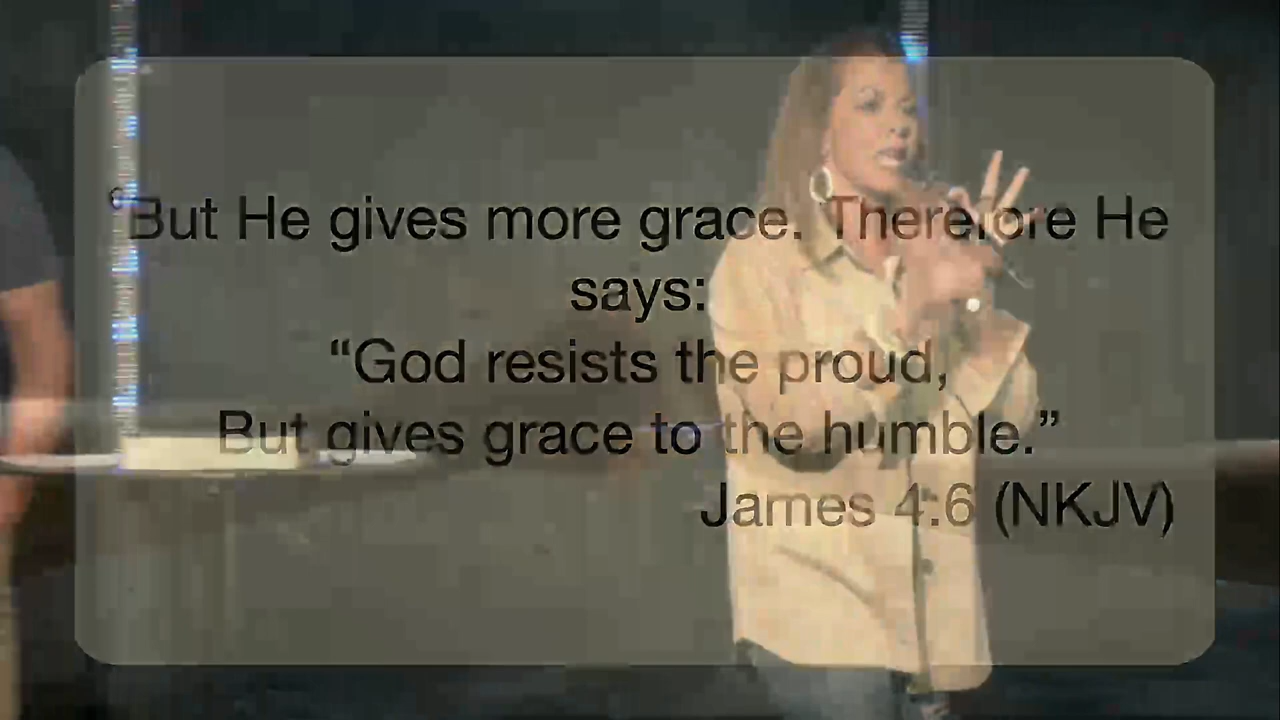 ⁶But He gives more grace. Therefore He
says:
“God resists the proud,
But gives grace to the humble.”
James 4:6 (NKJV)